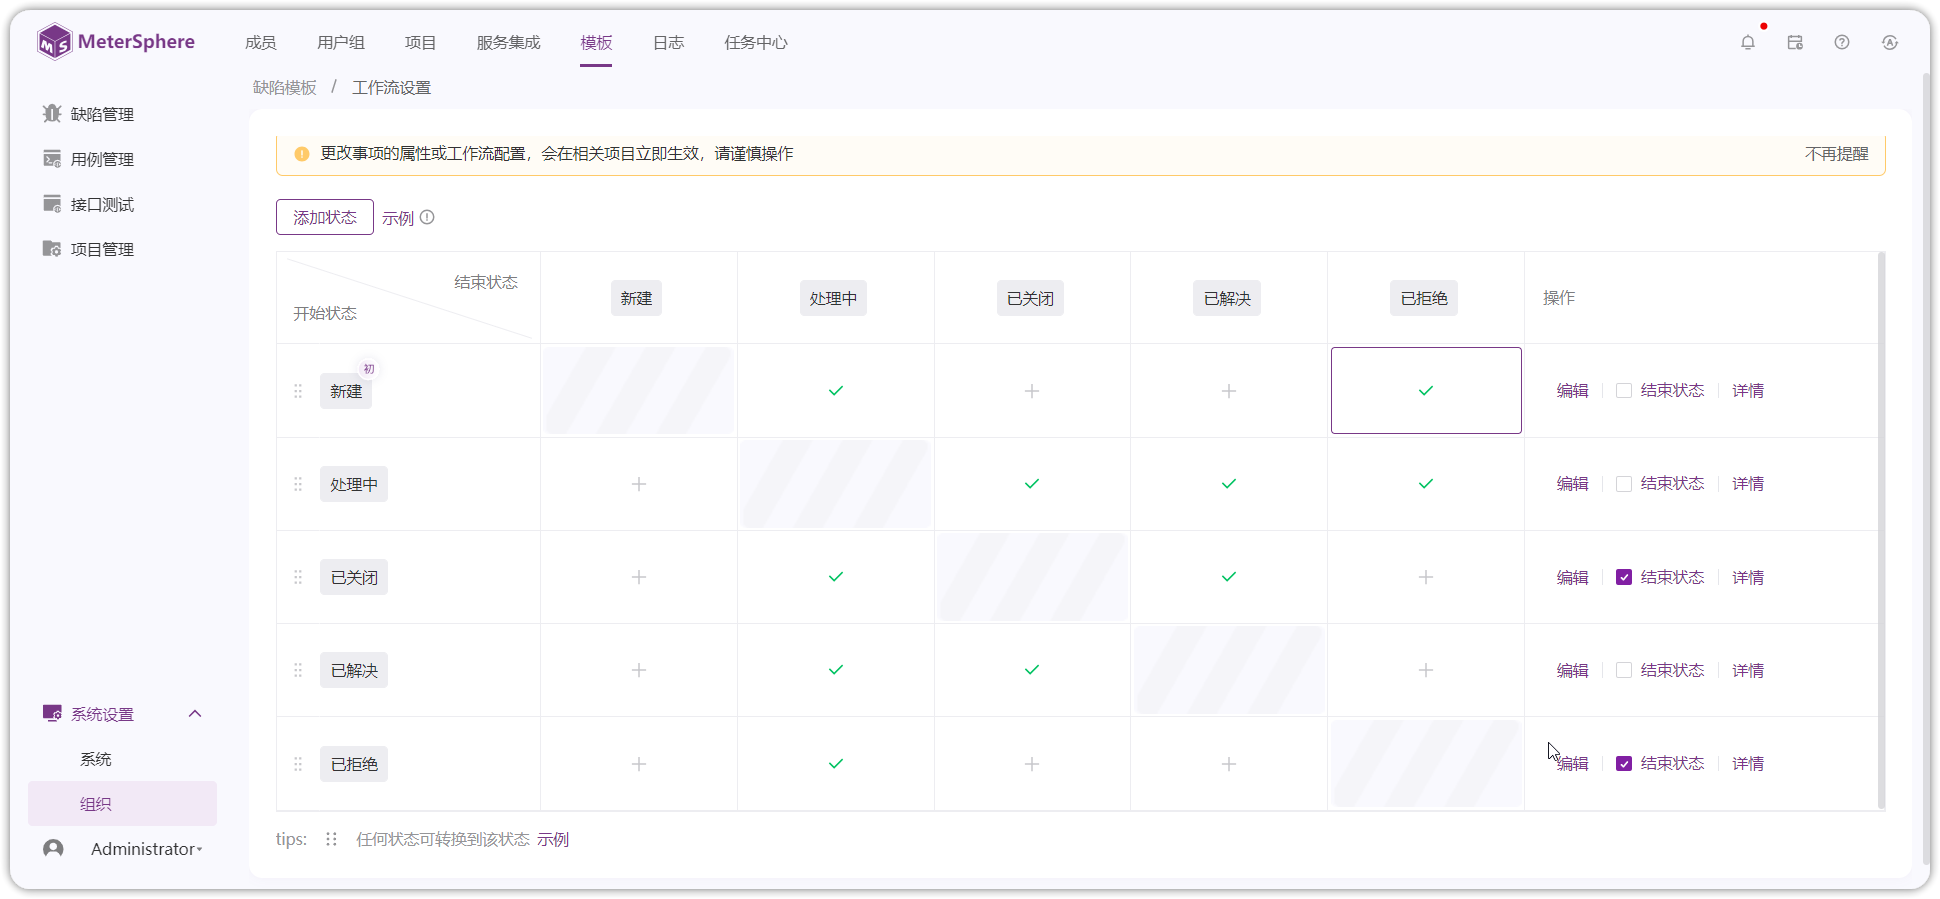 MeterSphere
成员 用户组 项目 服务集成 模板 日志 任务中心
缺陷模板 / 工作流设置
缺陷管理
用例管理
接口测试
项目管理
系统设置
系统
组织
Administrator
更改事项的属性或工作流配置，会在相关项目立即生效，请谨慎操作 不再提醒
添加状态 示例
结束状态
开始状态
新建 处理中 已关闭 已解决 已拒绝 操作
初
新建 编辑 结束状态 详情
处理中 编辑 结束状态 详情
已关闭 编辑 结束状态 详情
已解决 编辑 结束状态 详情
已拒绝 编辑 结束状态 详情
tips: 任何状态可转换到该状态 示例